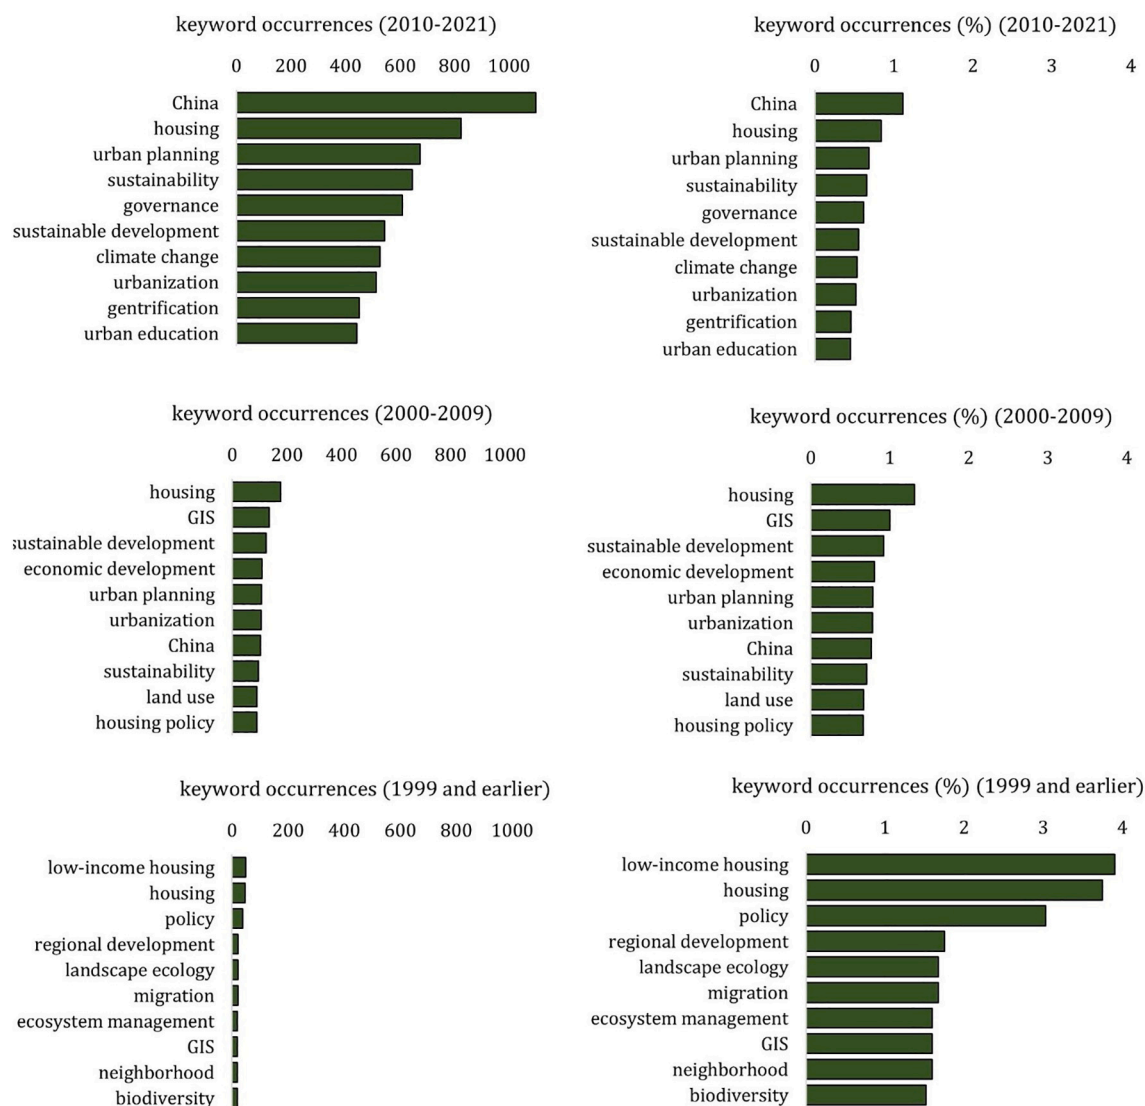 keyword occurrences (2010-2021)
0 200 400 600 800 1000
China
housing
urban planning
sustainability
governance
sustainable development
climate change
urbanization
gentrification
urban education
keyword occurrences (%) (2010-2021)
0 1 2 3 4
China
housing
urban planning
sustainability
governance
sustainable development
climate change
urbanization
gentrification
urban education
keyword occurrences (2000-2009)
0 200 400 600 800 1000
housing
GIS
sustainable development
economic development
urban planning
urbanization
China
sustainability
land use
housing policy
keyword occurrences (%) (2000-2009)
0 1 2 3 4
housing
GIS
sustainable development
economic development
urban planning
urbanization
China
sustainability
land use
housing policy
keyword occurrences (1999 and earlier)
0 200 400 600 800 1000
low-income housing
housing
policy
regional development
landscape ecology
migration
ecosystem management
GIS
neighborhood
biodiversity
keyword occurrences (%) (1999 and earlier)
0 1 2 3 4
low-income housing
housing
policy
regional development
landscape ecology
migration
ecosystem management
GIS
neighborhood
biodiversity